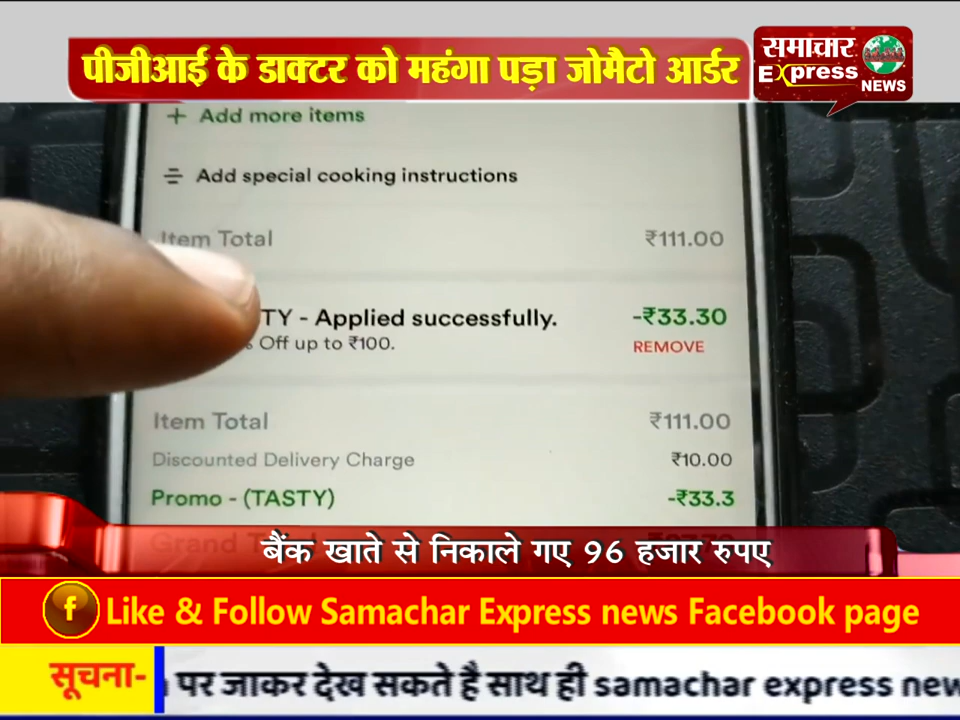 पीजीआई के डाक्टर को महंगा पड़ा जोमैटो आर्डर
समाचार
Express
NEWS
+ Add more items
Add special cooking instructions
Item Total ₹111.00
TY - Applied successfully. -₹33.30
Off up to ₹100. REMOVE
Item Total ₹111.00
Discounted Delivery Charge ₹10.00
Promo - (TASTY) -₹33.3
Grand
बैंक खाते से निकाले गए 96 हजार रुपए
f Like & Follow Samachar Express news Facebook page
सूचना- पर जाकर देख सकते है साथ ही samachar express new